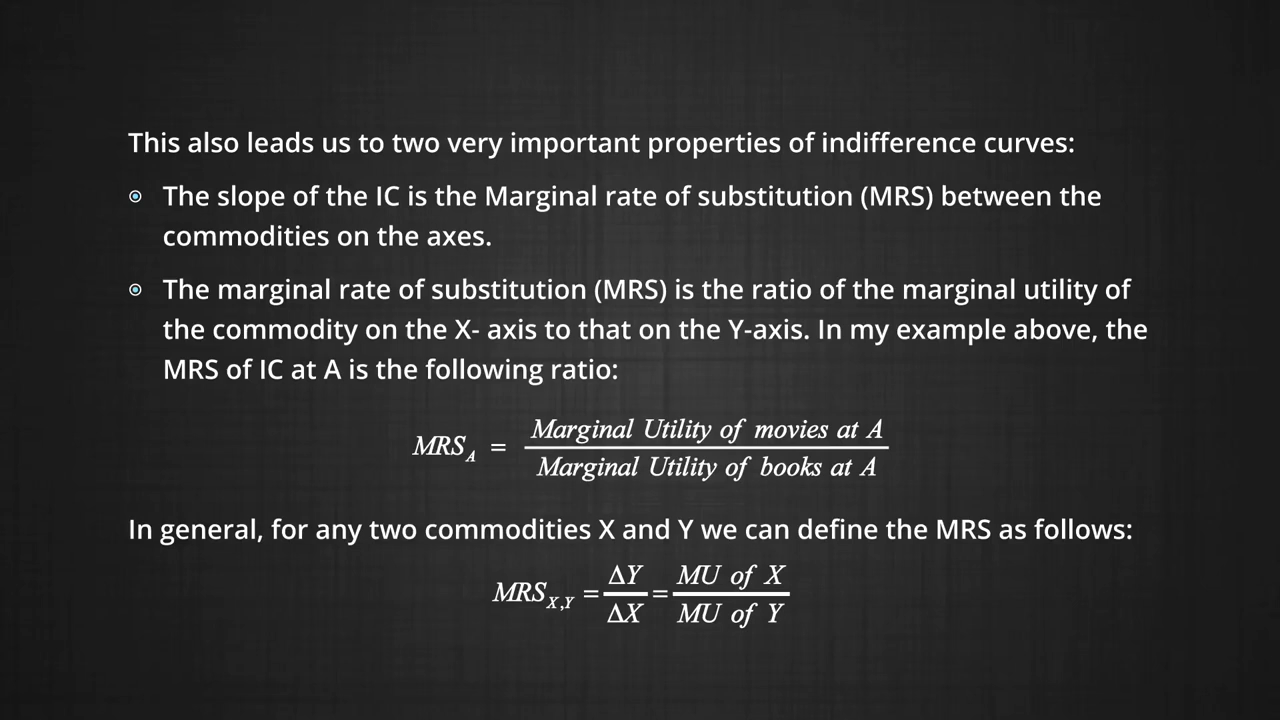 This also leads us to two very important properties of indifference curves:
The slope of the IC is the Marginal rate of substitution (MRS) between the
commodities on the axes.
The marginal rate of substitution (MRS) is the ratio of the marginal utility of
the commodity on the X- axis to that on the Y-axis. In my example above, the
MRS of IC at A is the following ratio:
MRS_A = Marginal Utility of movies at A / Marginal Utility of books at A
In general, for any two commodities X and Y we can define the MRS as follows:
MRS_X,Y = ΔY / ΔX = MU of X / MU of Y